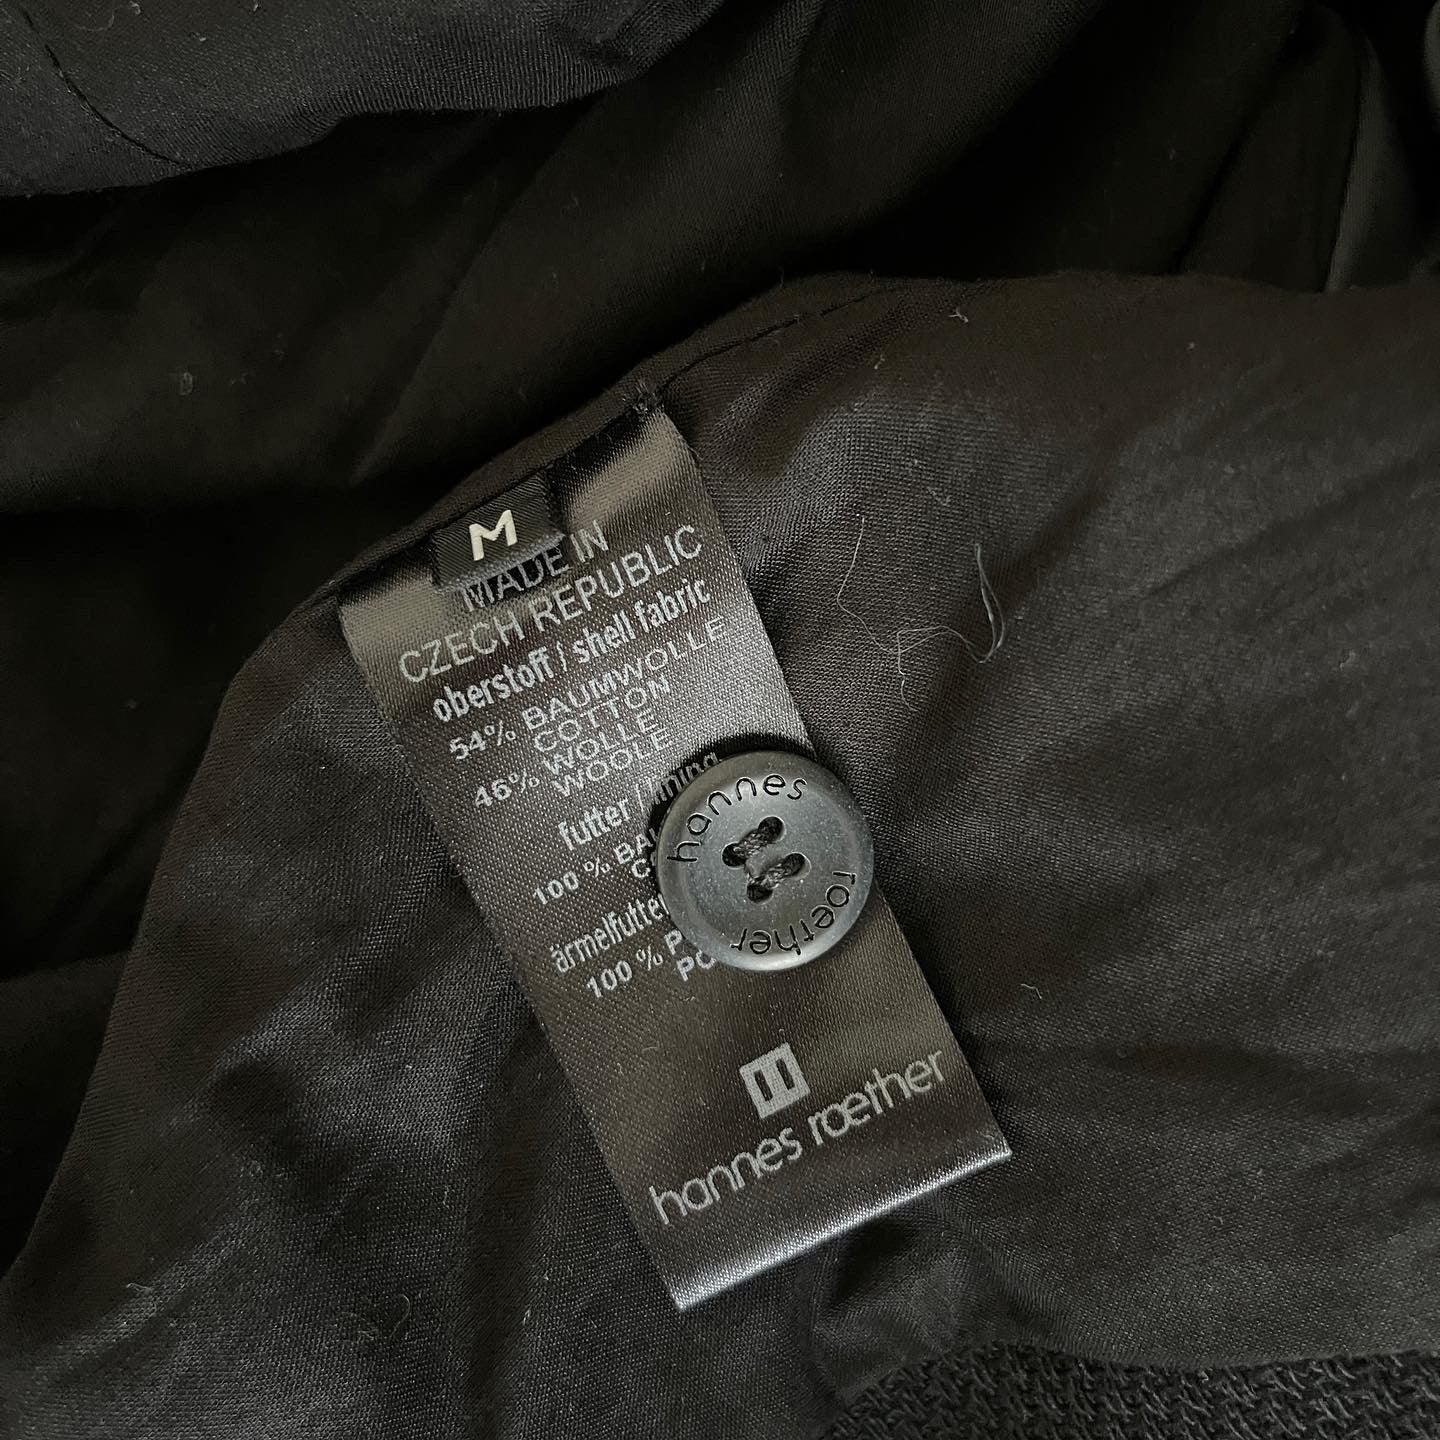 M
MADE IN
CZECH REPUBLIC
oberstoff / shell fabric
54% BAUMWOLLE
COTTON
46% WOLLE
WOOLE
futter /
100 %
ärmelfutter
100 %
hannes
roether
hannes roether